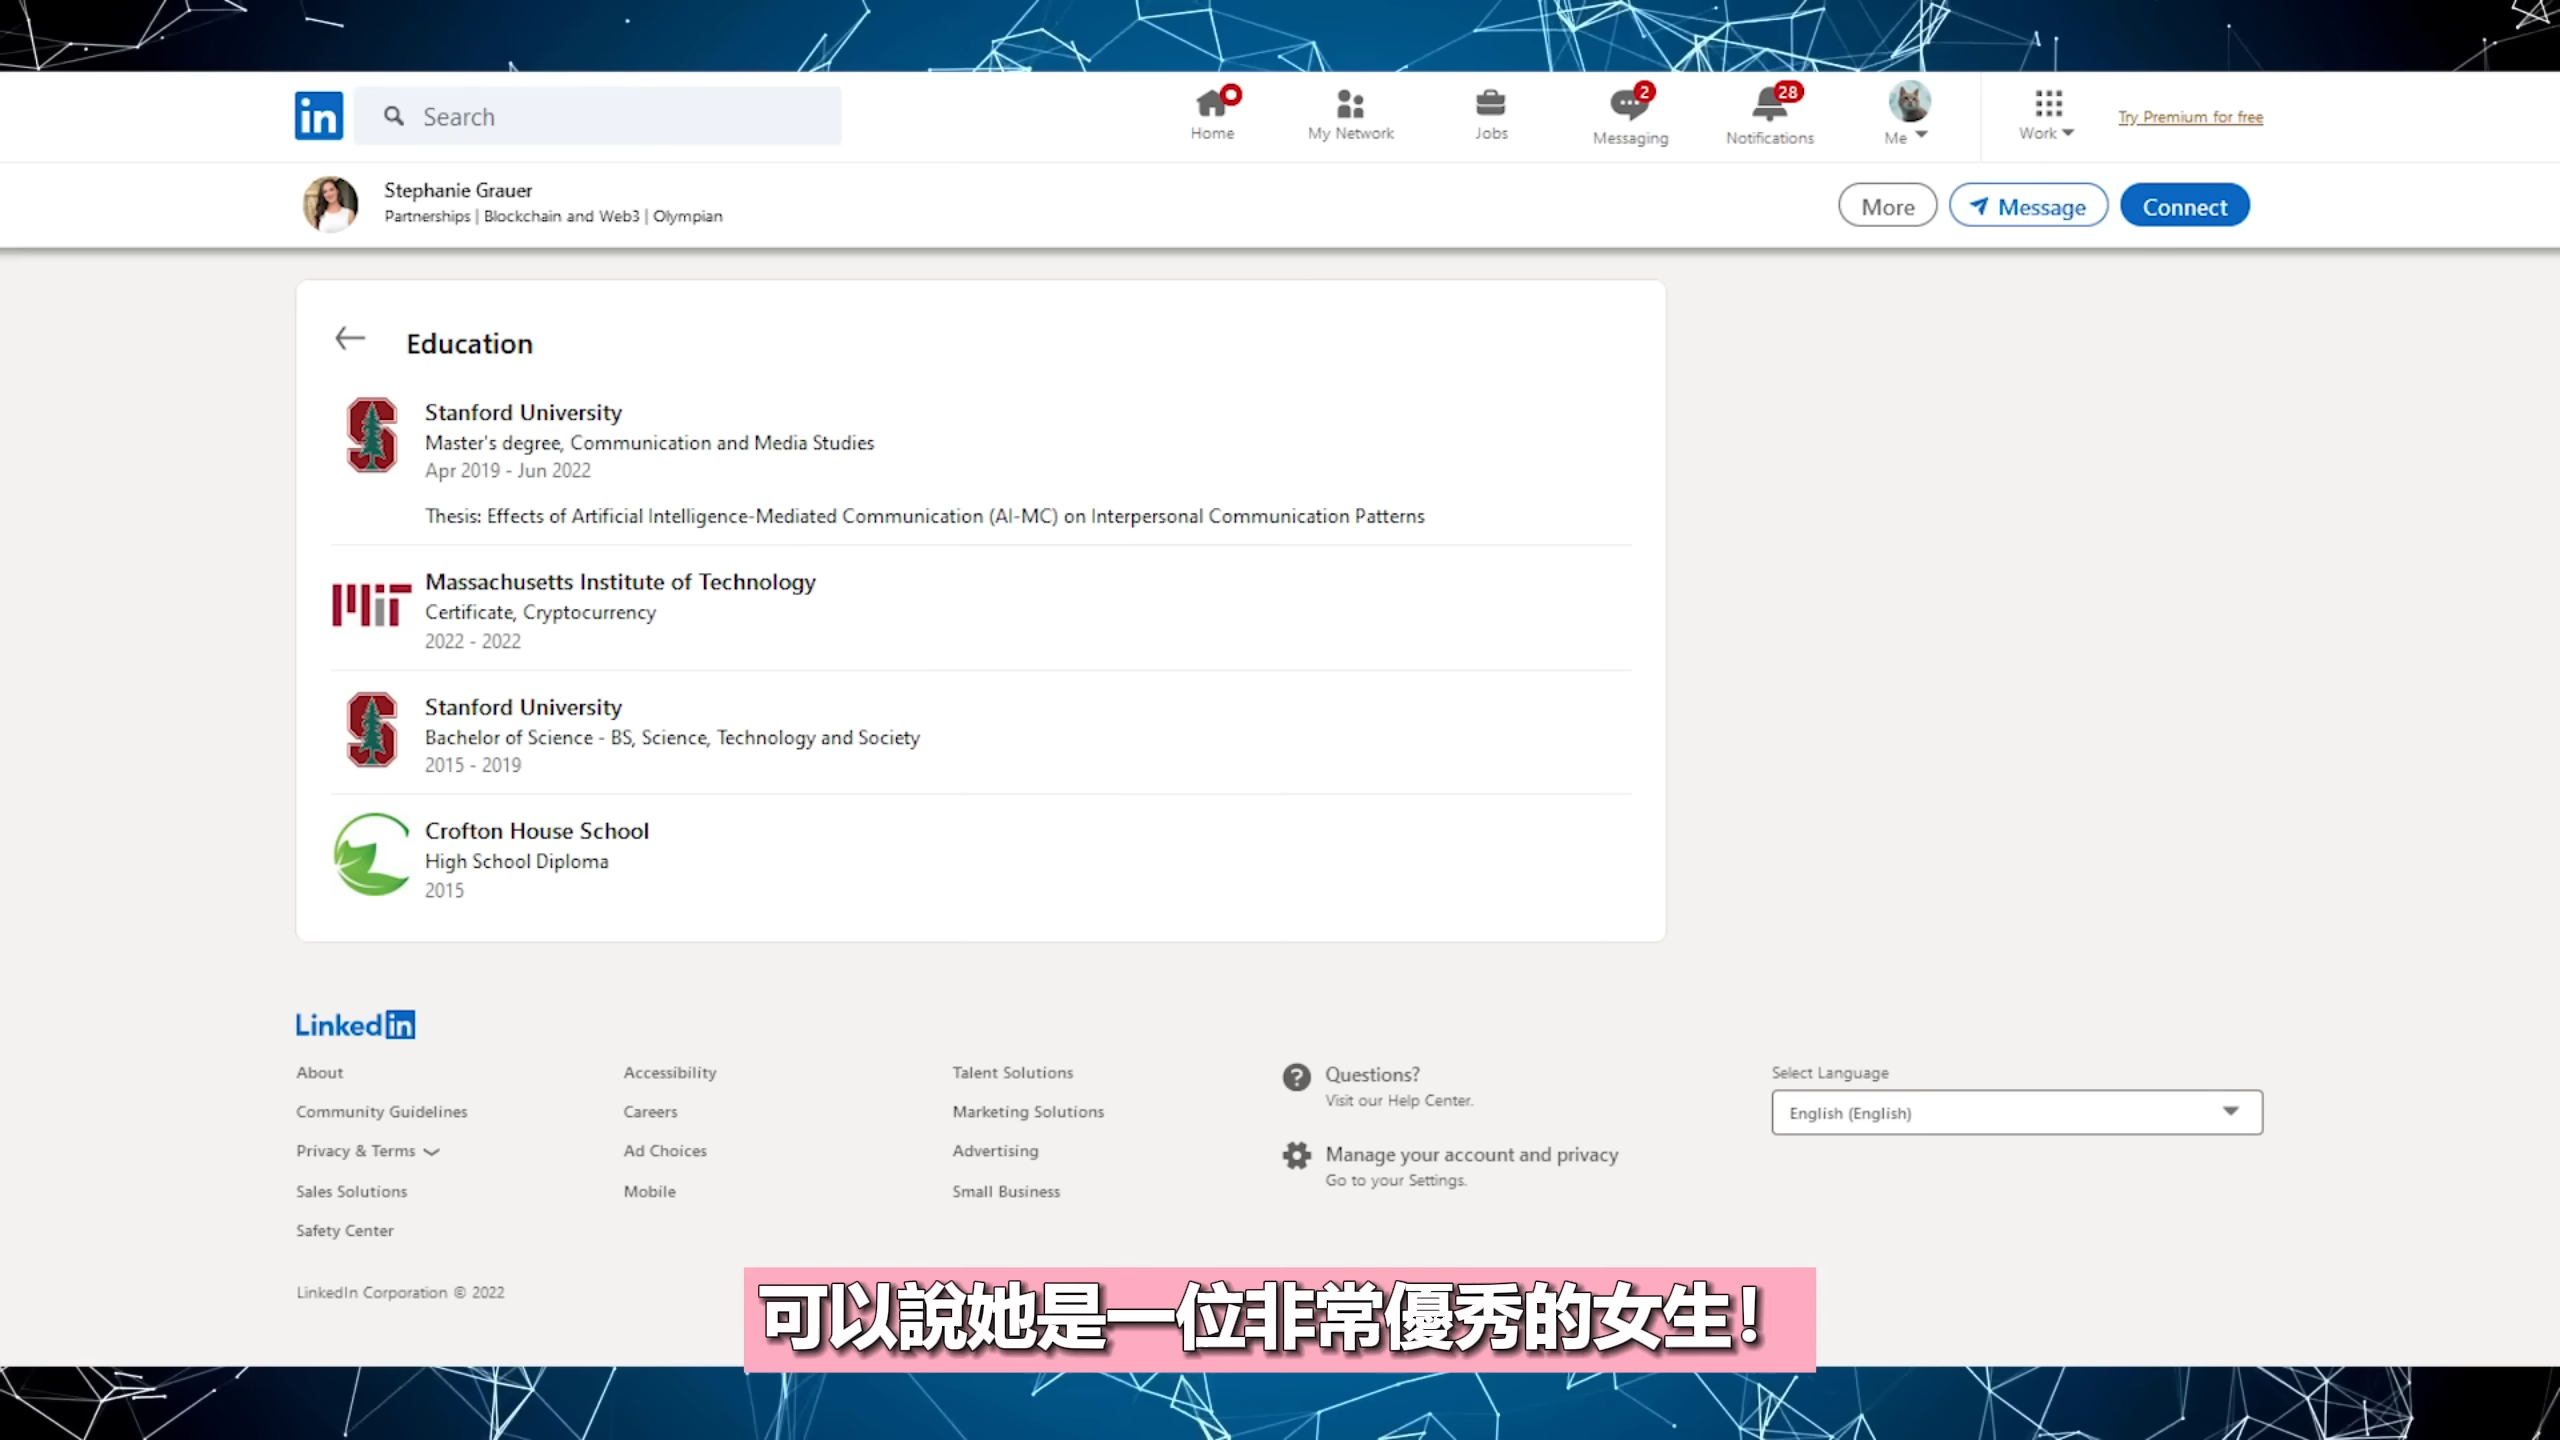 in
Search
Home
My Network
Jobs
2
Messaging
28
Notifications
Me
Work
Try Premium for free
Stephanie Grauer
Partnerships | Blockchain and Web3 | Olympian
More
Message
Connect
Education
Stanford University
Master's degree, Communication and Media Studies
Apr 2019 - Jun 2022
Thesis: Effects of Artificial Intelligence-Mediated Communication (AI-MC) on Interpersonal Communication Patterns
MIT
Massachusetts Institute of Technology
Certificate, Cryptocurrency
2022 - 2022
Stanford University
Bachelor of Science - BS, Science, Technology and Society
2015 - 2019
Crofton House School
High School Diploma
2015
LinkedIn
About
Accessibility
Talent Solutions
Questions?
Visit our Help Center.
Select Language
Community Guidelines
Careers
Marketing Solutions
English (English)
Privacy & Terms
Ad Choices
Advertising
Manage your account and privacy
Go to your Settings.
Sales Solutions
Mobile
Small Business
Safety Center
LinkedIn Corporation © 2022
可以說她是一位非常優秀的女生！